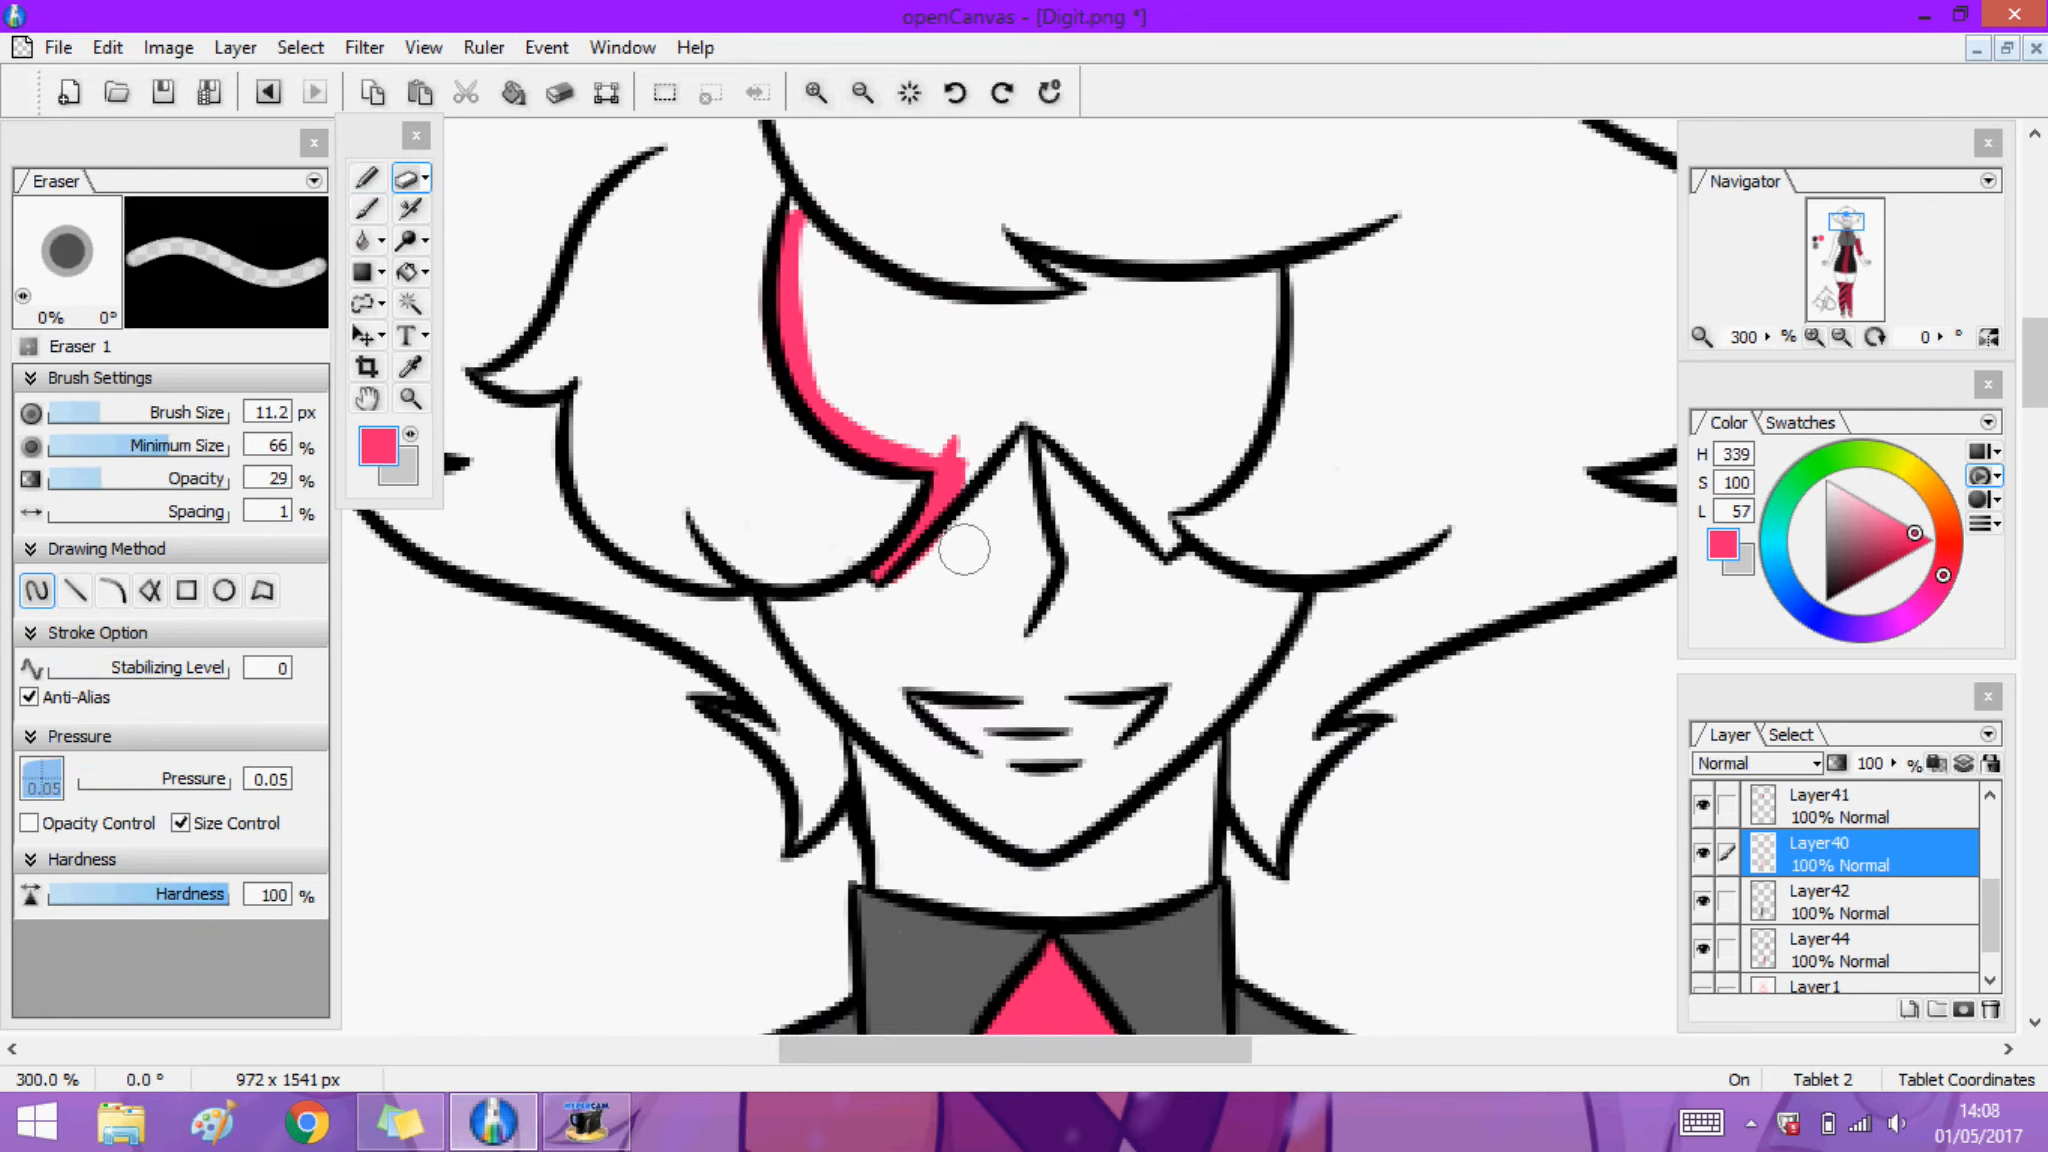 openCanvas - [Digit.png *]
File Edit Image Layer Select Filter View Ruler Event Window Help
Eraser
0% 0°
Eraser 1
Brush Settings
Brush Size 11.2 px
Minimum Size 66 %
Opacity 29 %
Spacing 1 %
Drawing Method
Stroke Option
Stabilizing Level 0
Anti-Alias
Pressure
0.05 Pressure 0.05
Opacity Control Size Control
Hardness
Hardness 100 %
T
Navigator
300 % 0 °
Color Swatches
H 339
S 100
L 57
Layer Select
Normal 100 %
Layer41
100% Normal
Layer40
100% Normal
Layer42
100% Normal
Layer44
100% Normal
Layer1
300.0 % 0.0 ° 972 x 1541 px On Tablet 2 Tablet Coordinates
HYPERCAM
14:08
01/05/2017